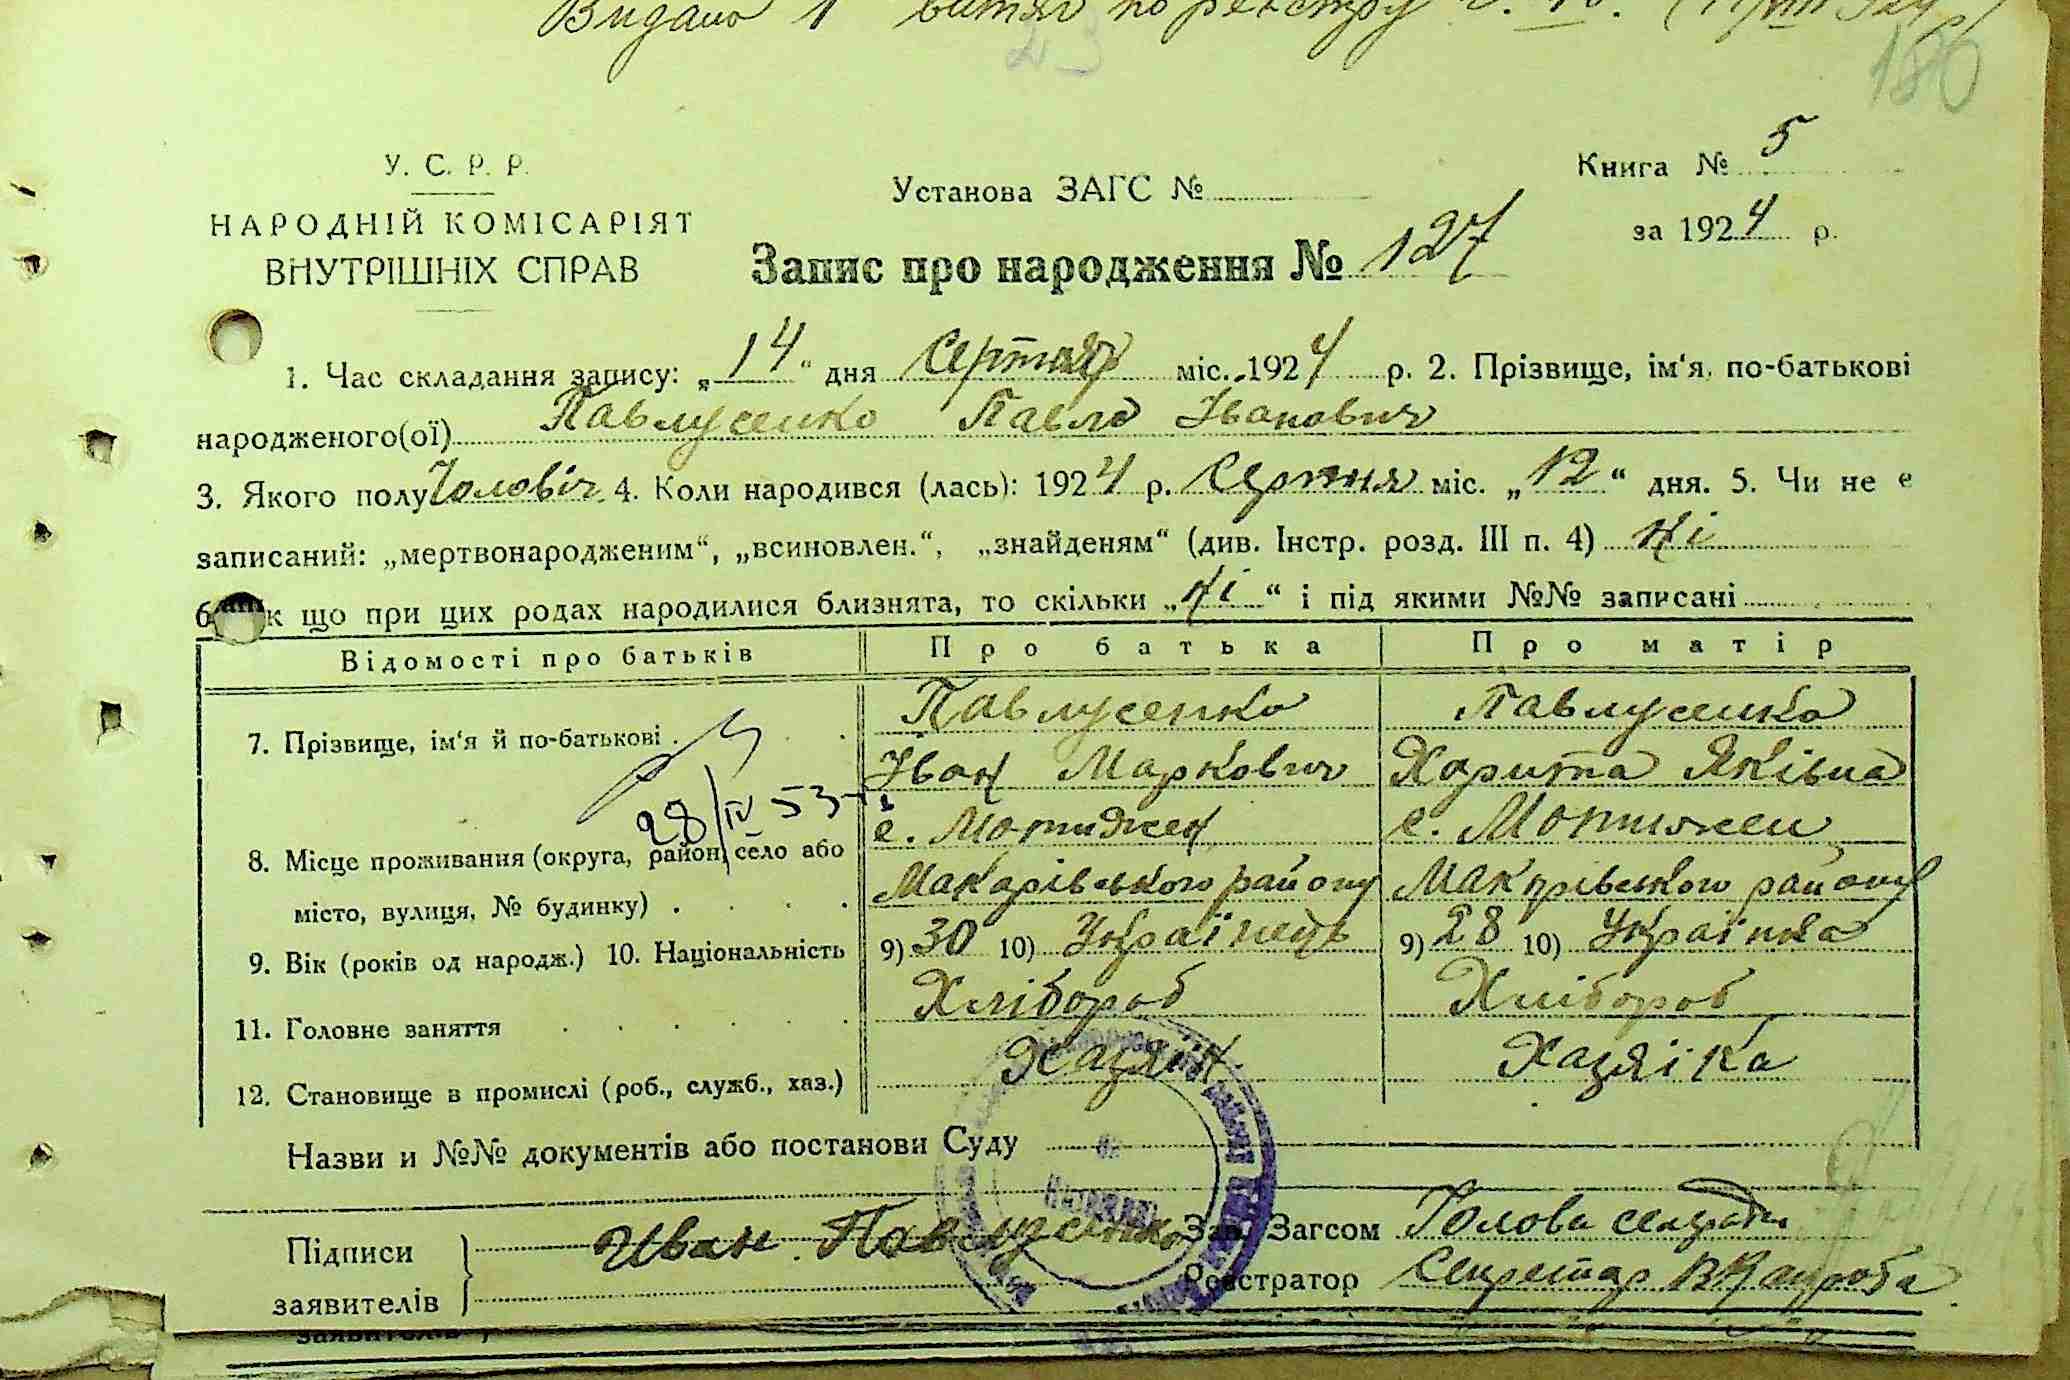 Видано 1 витяг по реєстру
23
180
У. С. Р. Р.
НАРОДНІЙ КОМІСАРІЯТ
ВНУТРІШНІХ СПРАВ
Установа ЗАГС №
Книга № 5
за 1924 р.
Запис про народження № 127
1. Час складання запису: „14“ дня Серпня міс. 1924 р. 2. Прізвище, ім‘я, по-батькові
народженого(ої) Павлусенко Павло Іванович
3. Якого полу Чоловіч 4. Коли народився (лась): 1924 р. Серпня міс. „12“ дня. 5. Чи не є
записаний: „мертвонародженим“, „всиновлен.“, „знайденям“ (див. Інстр. розд. III п. 4) Ні
що при цих родах народилися близнята, то скільки „Ні“ і під якими №№ записані
Відомості про батьків Про батька Про матір
7. Прізвище, ім‘я й по-батькові
Павлусенко Павлусенко
Іван Маркович Харита Яківна
28/IV 53
с. Мотижен с. Мотижен
8. Місце проживання (округа, район, село або
місто, вулиця, № будинку)
Макарівського району Макарівського району
9. Вік (років од народж.) 10. Національність 9) 30 10) Українець 9) 28 10) Українка
11. Головне заняття Хлібороб Хлібороб
12. Становище в промислі (роб., служб., хаз.) Хазяїн Хазяїка
Назви и №№ документів або постанови Суду
Підписи
заявителів
Иван Павлусенко
Зав. Загсом Голова сельради
Реєстратор Секретар
заявителів